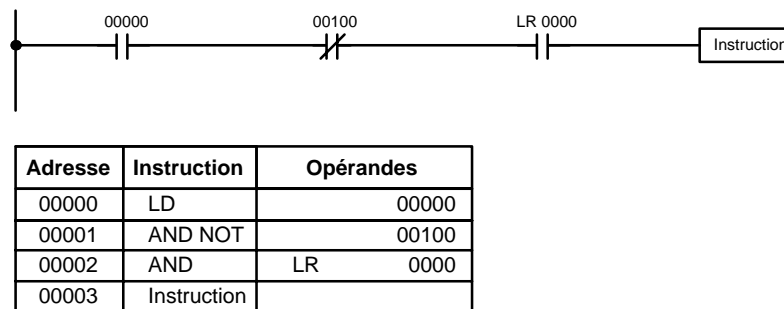 00000 00100 LR 0000
Instruction
Adresse Instruction Opérandes
00000 LD 00000
00001 AND NOT 00100
00002 AND LR 0000
00003 Instruction